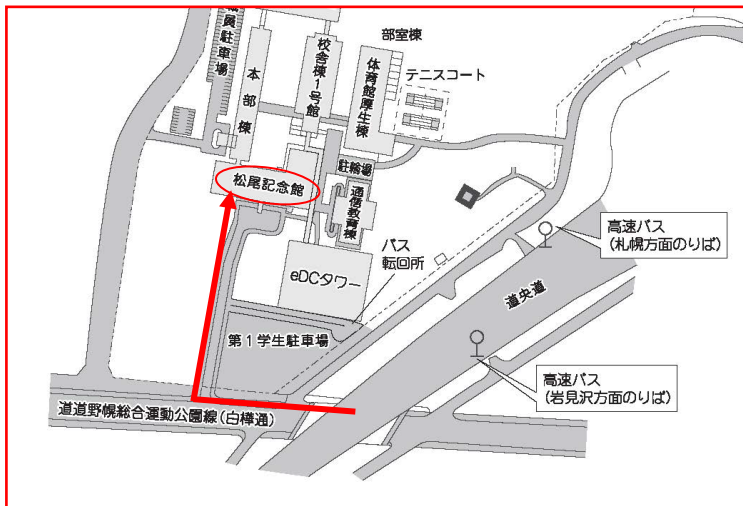 部室棟
員駐車場
本部棟
校舎棟1号館
体育館厚生棟
テニスコート
駐輪場
松尾記念館
通信教育棟
高速バス
(札幌方面のりば)
バス
転回所
eDCタワー
道央道
第1学生駐車場
高速バス
(岩見沢方面のりば)
道道野幌総合運動公園線(白樺通)